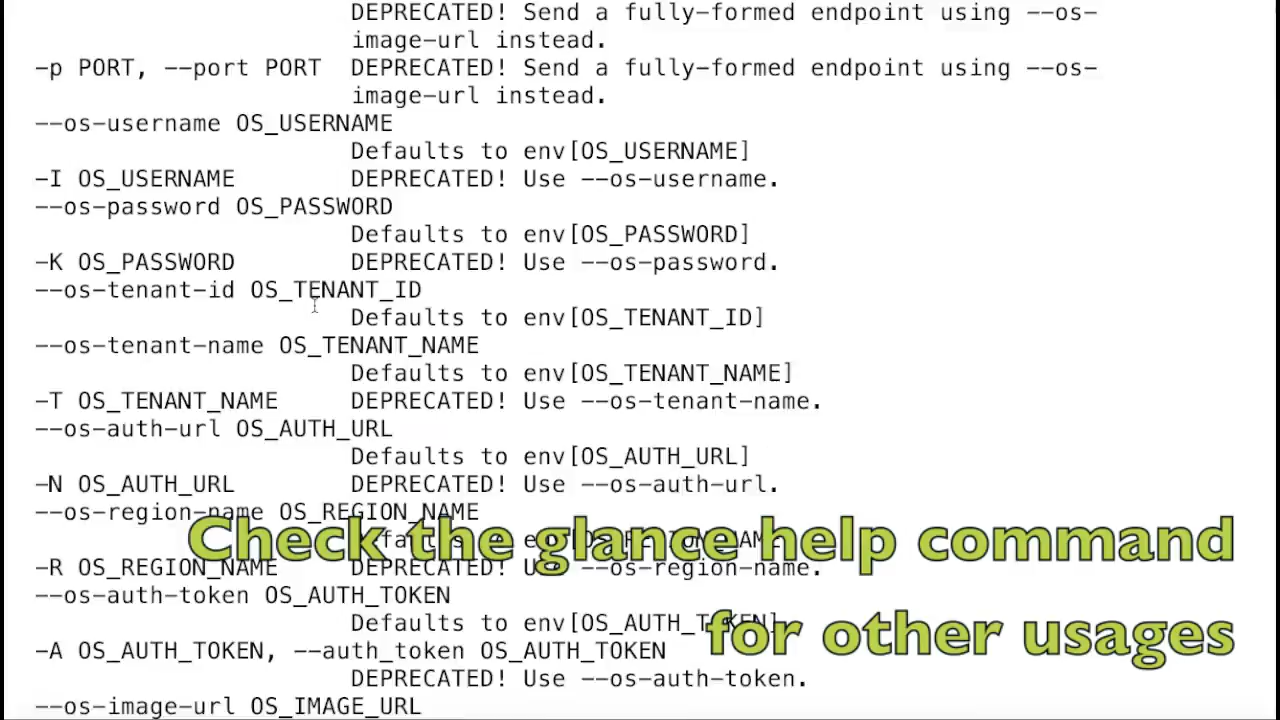 DEPRECATED! Send a fully-formed endpoint using --os-
image-url instead.
-p PORT, --port PORT  DEPRECATED! Send a fully-formed endpoint using --os-
image-url instead.
--os-username OS_USERNAME
Defaults to env[OS_USERNAME]
-I OS_USERNAME        DEPRECATED! Use --os-username.
--os-password OS_PASSWORD
Defaults to env[OS_PASSWORD]
-K OS_PASSWORD        DEPRECATED! Use --os-password.
--os-tenant-id OS_TENANT_ID
Defaults to env[OS_TENANT_ID]
--os-tenant-name OS_TENANT_NAME
Defaults to env[OS_TENANT_NAME]
-T OS_TENANT_NAME     DEPRECATED! Use --os-tenant-name.
--os-auth-url OS_AUTH_URL
Defaults to env[OS_AUTH_URL]
-N OS_AUTH_URL        DEPRECATED! Use --os-auth-url.
--os-region-name OS_REGION_NAME
Check the glance help command
-R OS_REGION_NAME     DEPRECATED! Use --os-region-name.
--os-auth-token OS_AUTH_TOKEN
Defaults to env[OS_AUTH_TOKEN]
for other usages
-A OS_AUTH_TOKEN, --auth_token OS_AUTH_TOKEN
DEPRECATED! Use --os-auth-token.
--os-image-url OS_IMAGE_URL